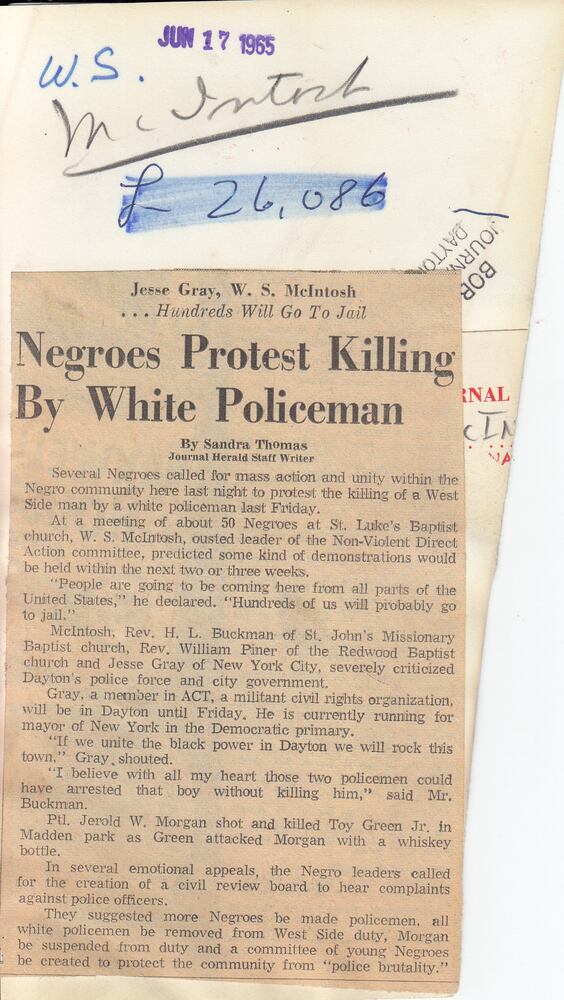 JUN 17 1965
W.S.
McIntosh
26,086
BOB
JOURN
DAYTO
RNAL
cIN
Jesse Gray, W. S. McIntosh
... Hundreds Will Go To Jail
Negroes Protest Killing
By White Policeman
By Sandra Thomas
Journal Herald Staff Writer
Several Negroes called for mass action and unity within the
Negro community here last night to protest the killing of a West
Side man by a white policeman last Friday.
At a meeting of about 50 Negroes at St. Luke's Baptist
church, W. S. McIntosh, ousted leader of the Non-Violent Direct
Action committee, predicted some kind of demonstrations would
be held within the next two or three weeks.
"People are going to be coming here from all parts of the
United States," he declared. "Hundreds of us will probably go
to jail."
McIntosh, Rev. H. L. Buckman of St. John's Missionary
Baptist church, Rev. William Piner of the Redwood Baptist
church and Jesse Gray of New York City, severely criticized
Dayton's police force and city government.
Gray, a member in ACT, a militant civil rights organization,
will be in Dayton until Friday. He is currently running for
mayor of New York in the Democratic primary.
"If we unite the black power in Dayton we will rock this
town," Gray shouted.
"I believe with all my heart those two policemen could
have arrested that boy without killing him," said Mr.
Buckman.
Ptl. Jerold W. Morgan shot and killed Toy Green Jr. in
Madden park as Green attacked Morgan with a whiskey
bottle.
In several emotional appeals, the Negro leaders called
for the creation of a civil review board to hear complaints
against police officers.
They suggested more Negroes be made policemen, all
white policemen be removed from West Side duty, Morgan
be suspended from duty and a committee of young Negroes
be created to protect the community from "police brutality."